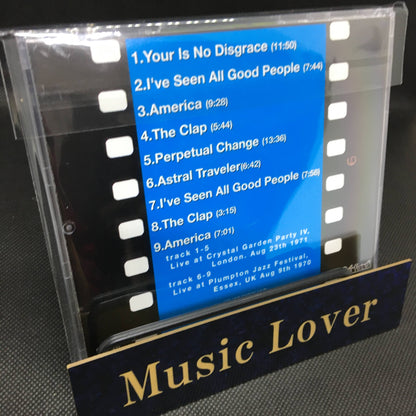 1.Your Is No Disgrace (11:50)
2.I've Seen All Good People (7:44)
3.America (9:28)
4.The Clap (5:44)
5.Perpetual Change (13:36)
6.Astral Traveler(6:42)
7.I've Seen All Good People (7:56)
8.The Clap (3:15)
9.America (7:01)
track 1-5
Live at Crystal Garden Party IV,
London. Aug 23th 1971
track 6-9
Live at Plumpton Jazz Festival,
Essex, UK Aug 9th 1970
Music Lover